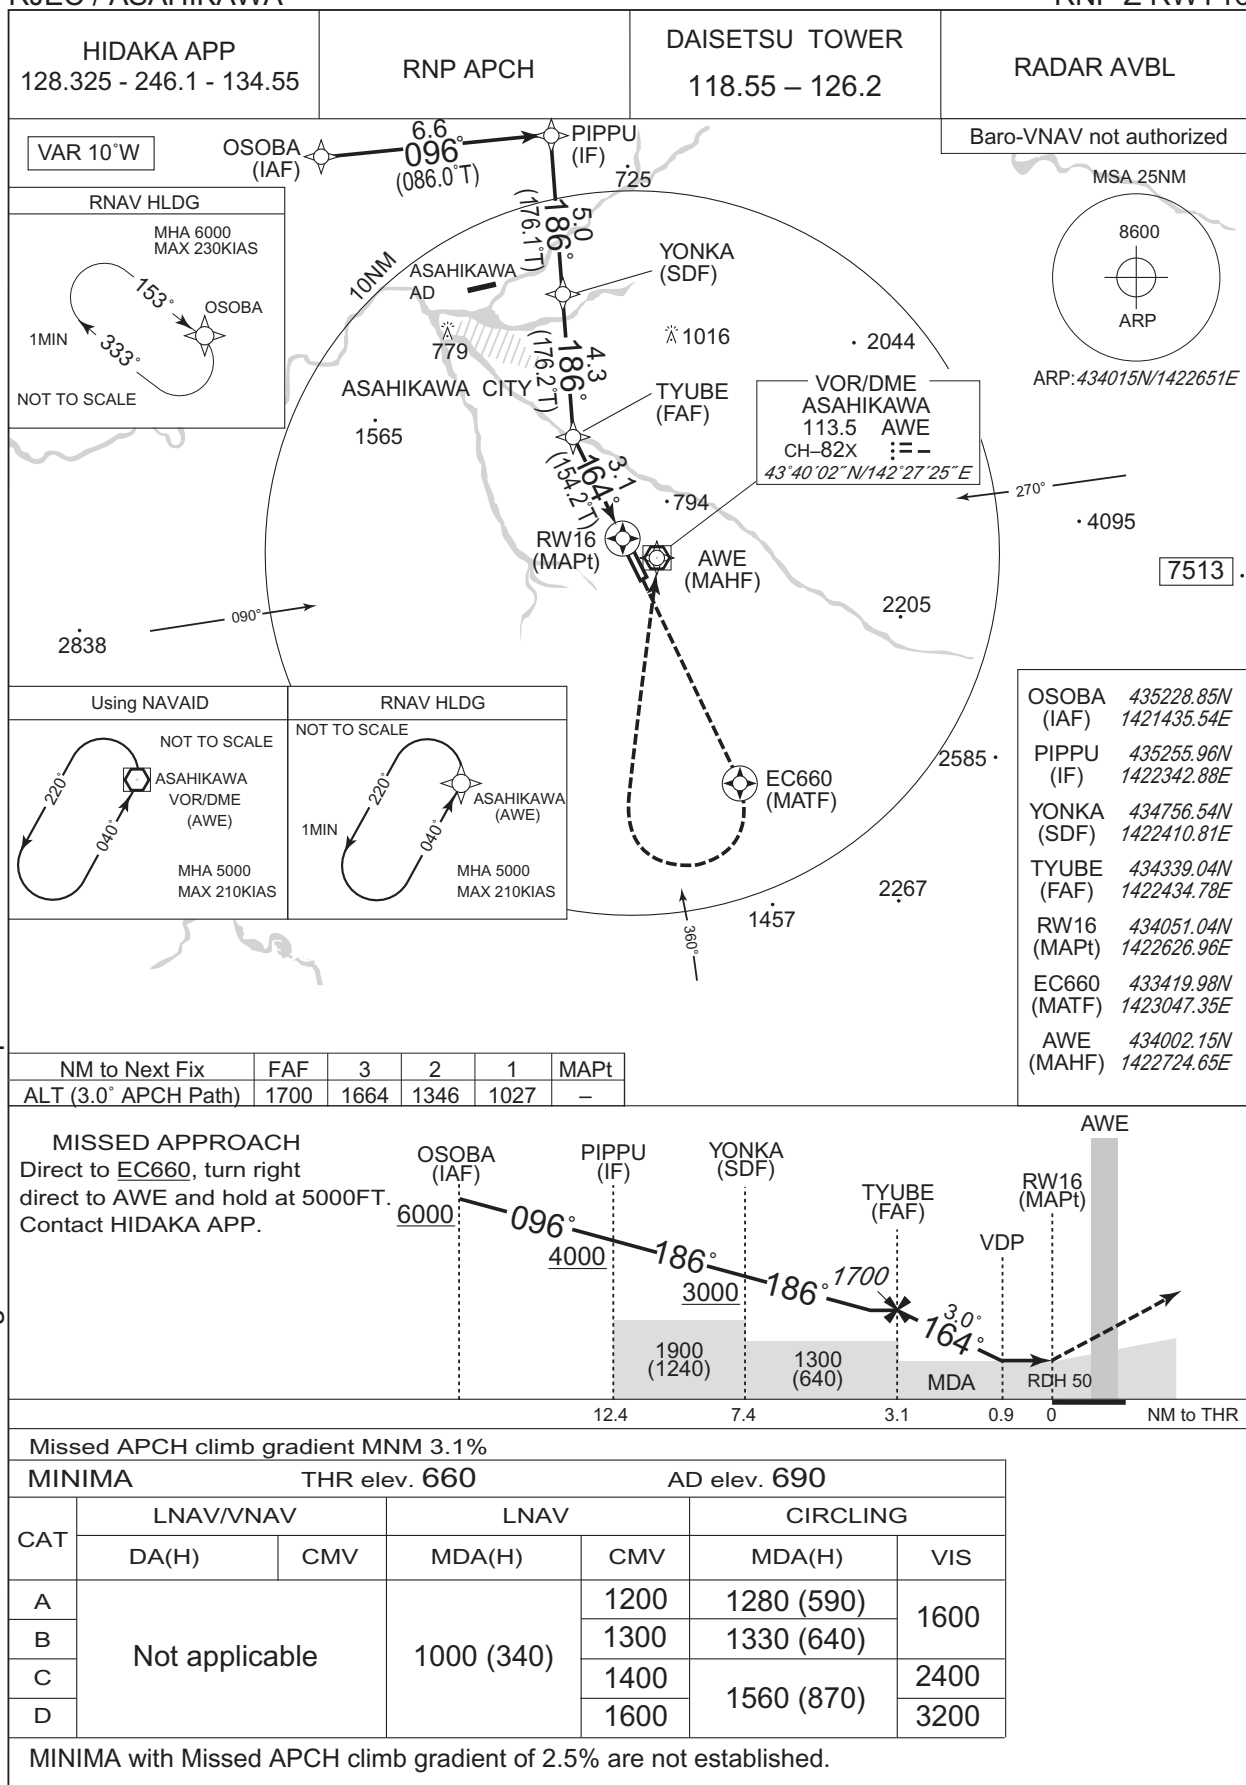 RJEC / ASAHIKAWA
RNP Z RWY16
HIDAKA APP
128.325 - 246.1 - 134.55
RNP APCH
DAISETSU TOWER
118.55 – 126.2
RADAR AVBL
VAR 10˚W
Baro-VNAV not authorized
OSOBA
(IAF)
6.6
096˚
(086.0˚T)
PIPPU
(IF)
725
MSA 25NM
8600
ARP
ARP:434015N/1422651E
RNAV HLDG
MHA 6000
MAX 230KIAS
153˚
OSOBA
1MIN
333˚
NOT TO SCALE
10NM
5.0
186˚
(176.1˚T)
YONKA
(SDF)
ASAHIKAWA
AD
779
1016
2044
ASAHIKAWA CITY
4.3
186˚
(176.2˚T)
TYUBE
(FAF)
1565
VOR/DME
ASAHIKAWA
113.5 AWE
CH–82X
43˚40´02˝N/142˚27´25˝E
3.1
164˚
(154.2˚T)
794
270˚
4095
RW16
(MAPt)
AWE
(MAHF)
7513
090˚
2838
2205
Using NAVAID
NOT TO SCALE
220˚
040˚
ASAHIKAWA
VOR/DME
(AWE)
MHA 5000
MAX 210KIAS
RNAV HLDG
NOT TO SCALE
220˚
1MIN
040˚
ASAHIKAWA
(AWE)
MHA 5000
MAX 210KIAS
2585
EC660
(MATF)
2267
1457
360˚
OSOBA 435228.85N
(IAF) 1421435.54E
PIPPU 435255.96N
(IF) 1422342.88E
YONKA 434756.54N
(SDF) 1422410.81E
TYUBE 434339.04N
(FAF) 1422434.78E
RW16 434051.04N
(MAPt) 1422626.96E
EC660 433419.98N
(MATF) 1423047.35E
AWE 434002.15N
(MAHF) 1422724.65E
NM to Next Fix FAF 3 2 1 MAPt
ALT (3.0˚ APCH Path) 1700 1664 1346 1027 –
MISSED APPROACH
Direct to EC660, turn right
direct to AWE and hold at 5000FT.
Contact HIDAKA APP.
OSOBA
(IAF)
PIPPU
(IF)
YONKA
(SDF)
TYUBE
(FAF)
VDP
RW16
(MAPt)
AWE
6000
096˚
4000
186˚
3000
186˚
1700
3.0˚
164˚
1900
(1240)
1300
(640)
MDA
RDH 50
12.4 7.4 3.1 0.9 0 NM to THR
Missed APCH climb gradient MNM 3.1%
MINIMA THR elev. 660 AD elev. 690
CAT LNAV/VNAV LNAV CIRCLING
DA(H) CMV MDA(H) CMV MDA(H) VIS
A Not applicable 1000 (340) 1200 1280 (590) 1600
B 1300 1330 (640)
C 1400 1560 (870) 2400
D 1600 3200
MINIMA with Missed APCH climb gradient of 2.5% are not established.